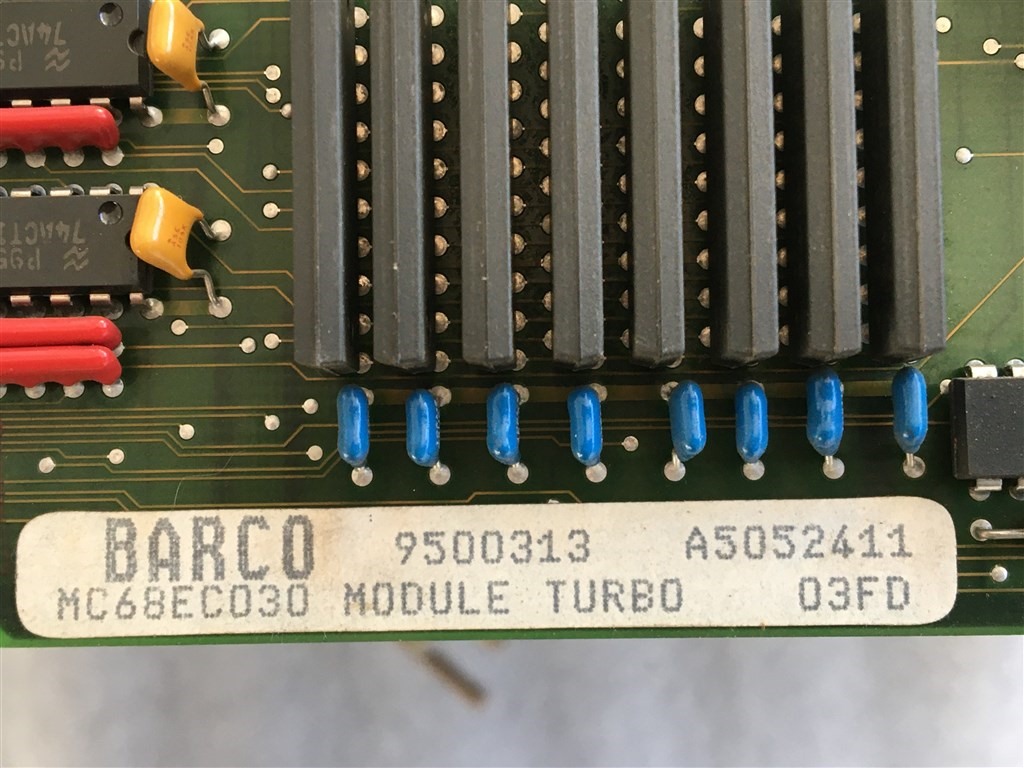 BARCO 9500313 A5052411
MC68EC030 MODULE TURBO 03FD